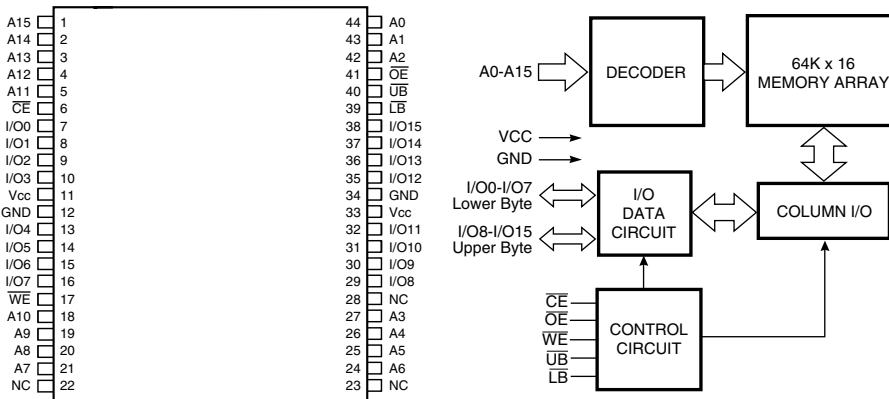 A15 1 44 A0
A14 2 43 A1
A13 3 42 A2
A12 4 41 OE
A11 5 40 UB
CE 6 39 LB
I/O0 7 38 I/O15
I/O1 8 37 I/O14
I/O2 9 36 I/O13
I/O3 10 35 I/O12
Vcc 11 34 GND
GND 12 33 Vcc
I/O4 13 32 I/O11
I/O5 14 31 I/O10
I/O6 15 30 I/O9
I/O7 16 29 I/O8
WE 17 28 NC
A10 18 27 A3
A9 19 26 A4
A8 20 25 A5
A7 21 24 A6
NC 22 23 NC
A0-A15
DECODER
64K x 16
MEMORY ARRAY
VCC
GND
I/O0-I/O7
Lower Byte
I/O8-I/O15
Upper Byte
I/O
DATA
CIRCUIT
COLUMN I/O
CE
OE
WE
UB
LB
CONTROL
CIRCUIT